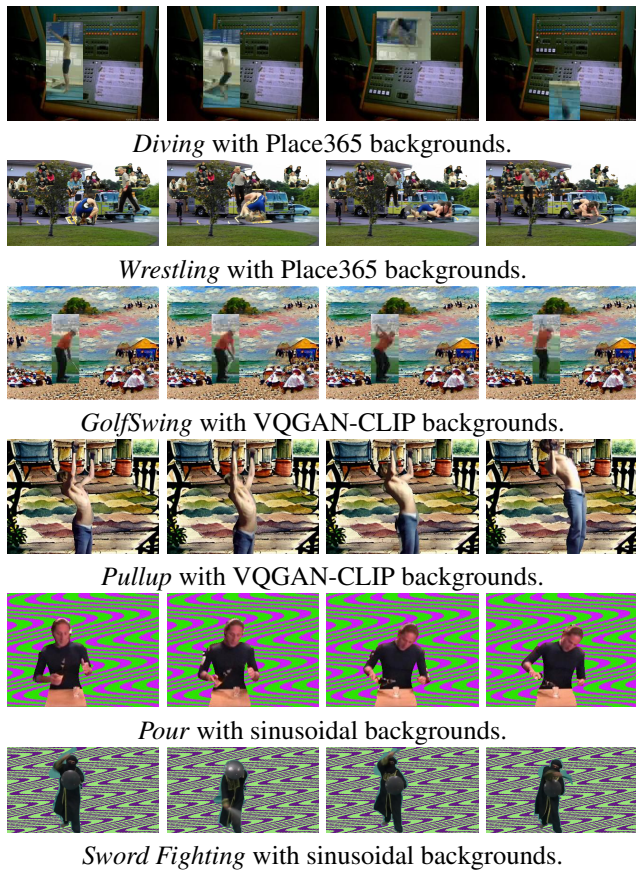 Diving with Place365 backgrounds.
Wrestling with Place365 backgrounds.
GolfSwing with VQGAN-CLIP backgrounds.
Pullup with VQGAN-CLIP backgrounds.
Pour with sinusoidal backgrounds.
Sword Fighting with sinusoidal backgrounds.